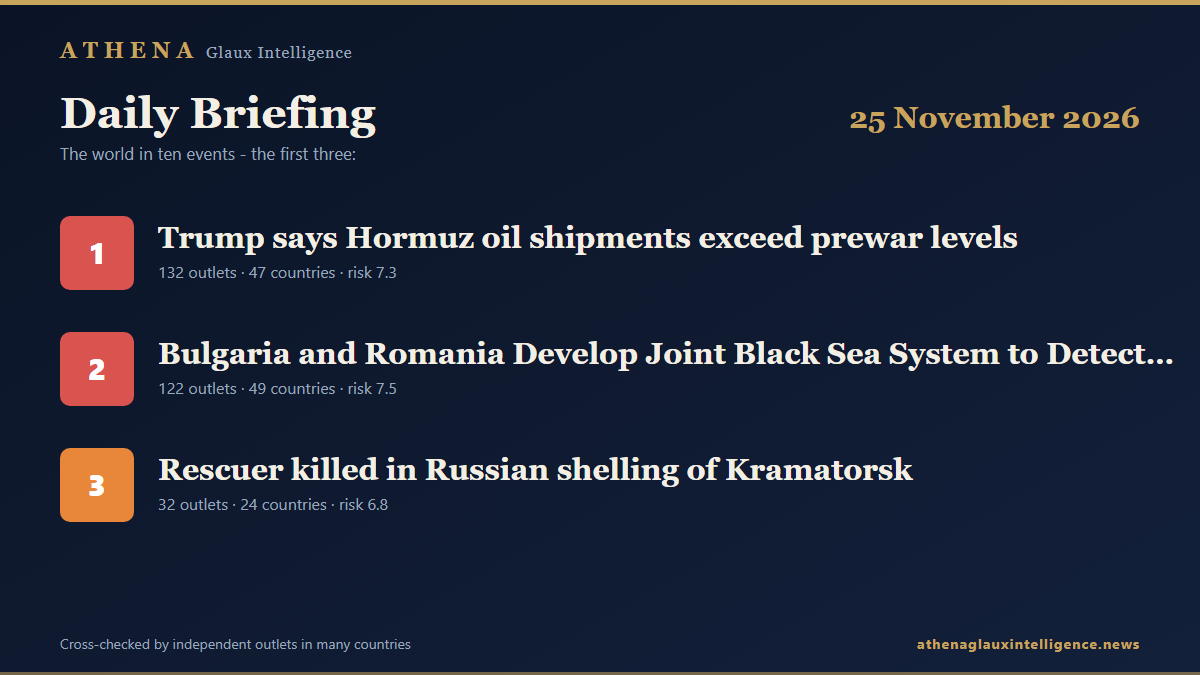 ATHENA Glaux Intelligence
Daily Briefing
25 November 2026
The world in ten events - the first three:
1
Trump says Hormuz oil shipments exceed prewar levels
132 outlets · 47 countries · risk 7.3
2
Bulgaria and Romania Develop Joint Black Sea System to Detect...
122 outlets · 49 countries · risk 7.5
3
Rescuer killed in Russian shelling of Kramatorsk
32 outlets · 24 countries · risk 6.8
Cross-checked by independent outlets in many countries
athenaglauxintelligence.news